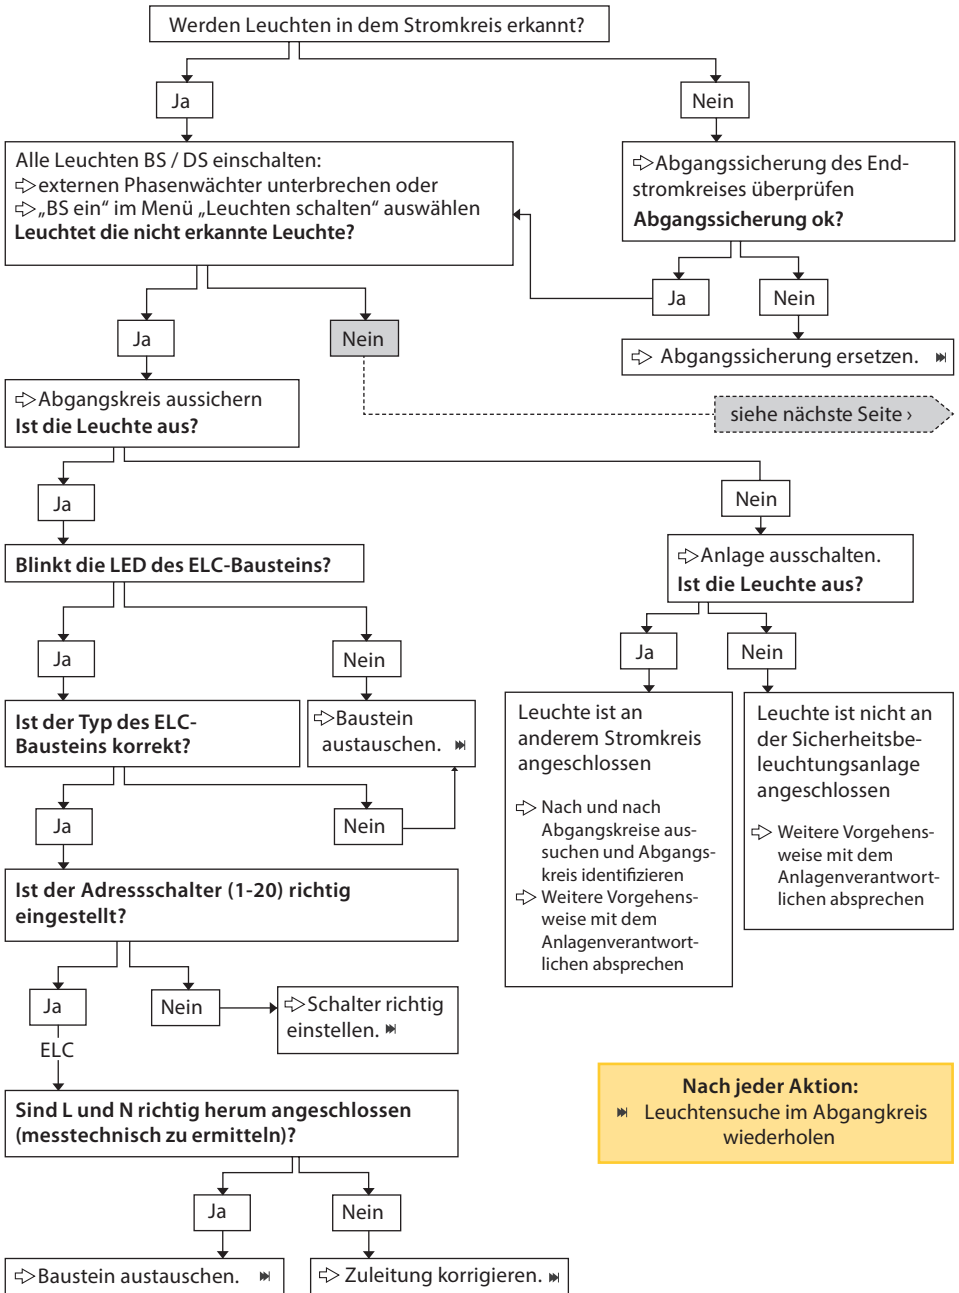 Werden Leuchten in dem Stromkreis erkannt?
Ja
Nein
Alle Leuchten BS / DS einschalten:
⇨externen Phasenwächter unterbrechen oder
⇨„BS ein“ im Menü „Leuchten schalten“ auswählen
Leuchtet die nicht erkannte Leuchte?
⇨Abgangssicherung des End-
stromkreises überprüfen
Abgangssicherung ok?
Ja
Nein
Ja
Nein
⇨ Abgangssicherung ersetzen. ⏭
⇨Abgangskreis aussichern
Ist die Leuchte aus?
siehe nächste Seite ›
Ja
Nein
Blinkt die LED des ELC-Bausteins?
⇨Anlage ausschalten.
Ist die Leuchte aus?
Ja
Nein
Ja
Nein
Ist der Typ des ELC-
Bausteins korrekt?
⇨Baustein
austauschen. ⏭
Leuchte ist an
anderem Stromkreis
angeschlossen
⇨ Nach und nach
Abgangskreise aus-
suchen und Abgangs-
kreis identifizieren
⇨ Weitere Vorgehens-
weise mit dem
Anlagenverantwort-
lichen absprechen
Leuchte ist nicht an
der Sicherheitsbe-
leuchtungsanlage
angeschlossen
⇨ Weitere Vorgehens-
weise mit dem
Anlagenverantwort-
lichen absprechen
Ja
Nein
Ist der Adressschalter (1-20) richtig
eingestellt?
Ja
Nein
⇨Schalter richtig
einstellen. ⏭
ELC
Sind L und N richtig herum angeschlossen
(messtechnisch zu ermitteln)?
Nach jeder Aktion:
⏭ Leuchtensuche im Abgangkreis
wiederholen
Ja
Nein
⇨Baustein austauschen. ⏭
⇨ Zuleitung korrigieren. ⏭